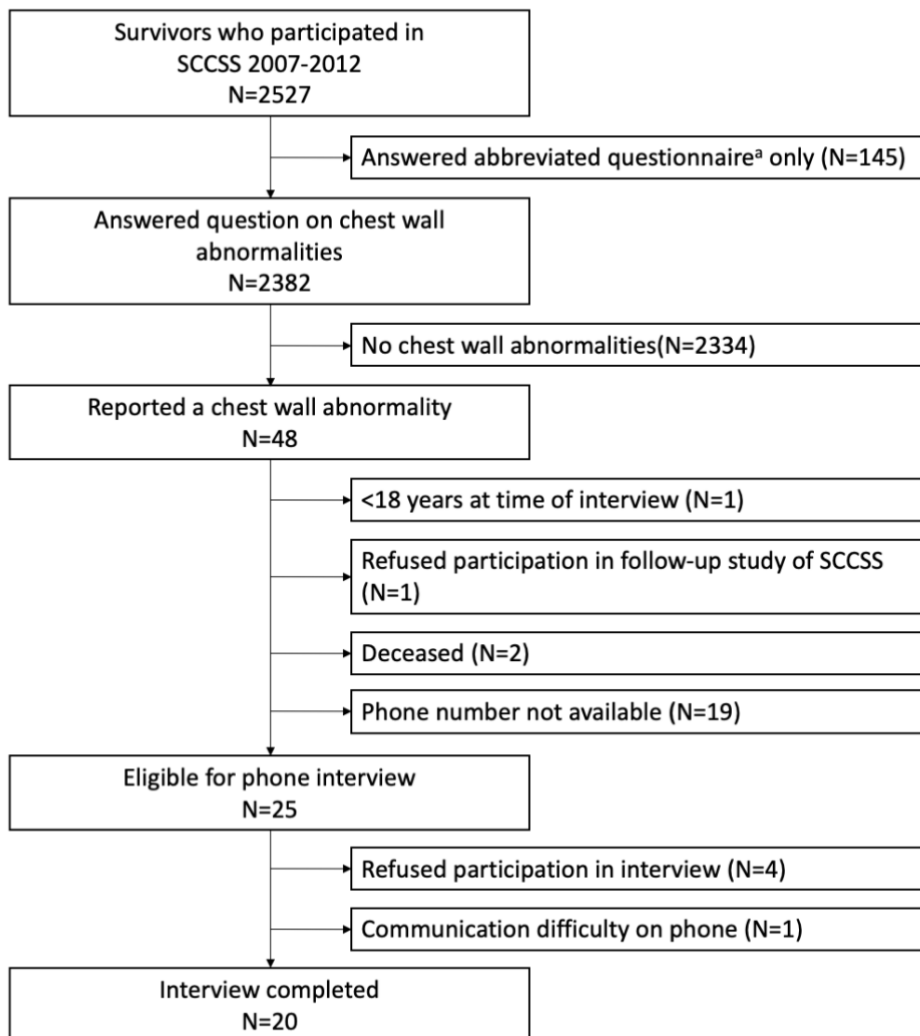 Survivors who participated in
SCCSS 2007-2012
N=2527
Answered abbreviated questionnaireᵃ only (N=145)
Answered question on chest wall
abnormalities
N=2382
No chest wall abnormalities(N=2334)
Reported a chest wall abnormality
N=48
<18 years at time of interview (N=1)
Refused participation in follow-up study of SCCSS
(N=1)
Deceased (N=2)
Phone number not available (N=19)
Eligible for phone interview
N=25
Refused participation in interview (N=4)
Communication difficulty on phone (N=1)
Interview completed
N=20